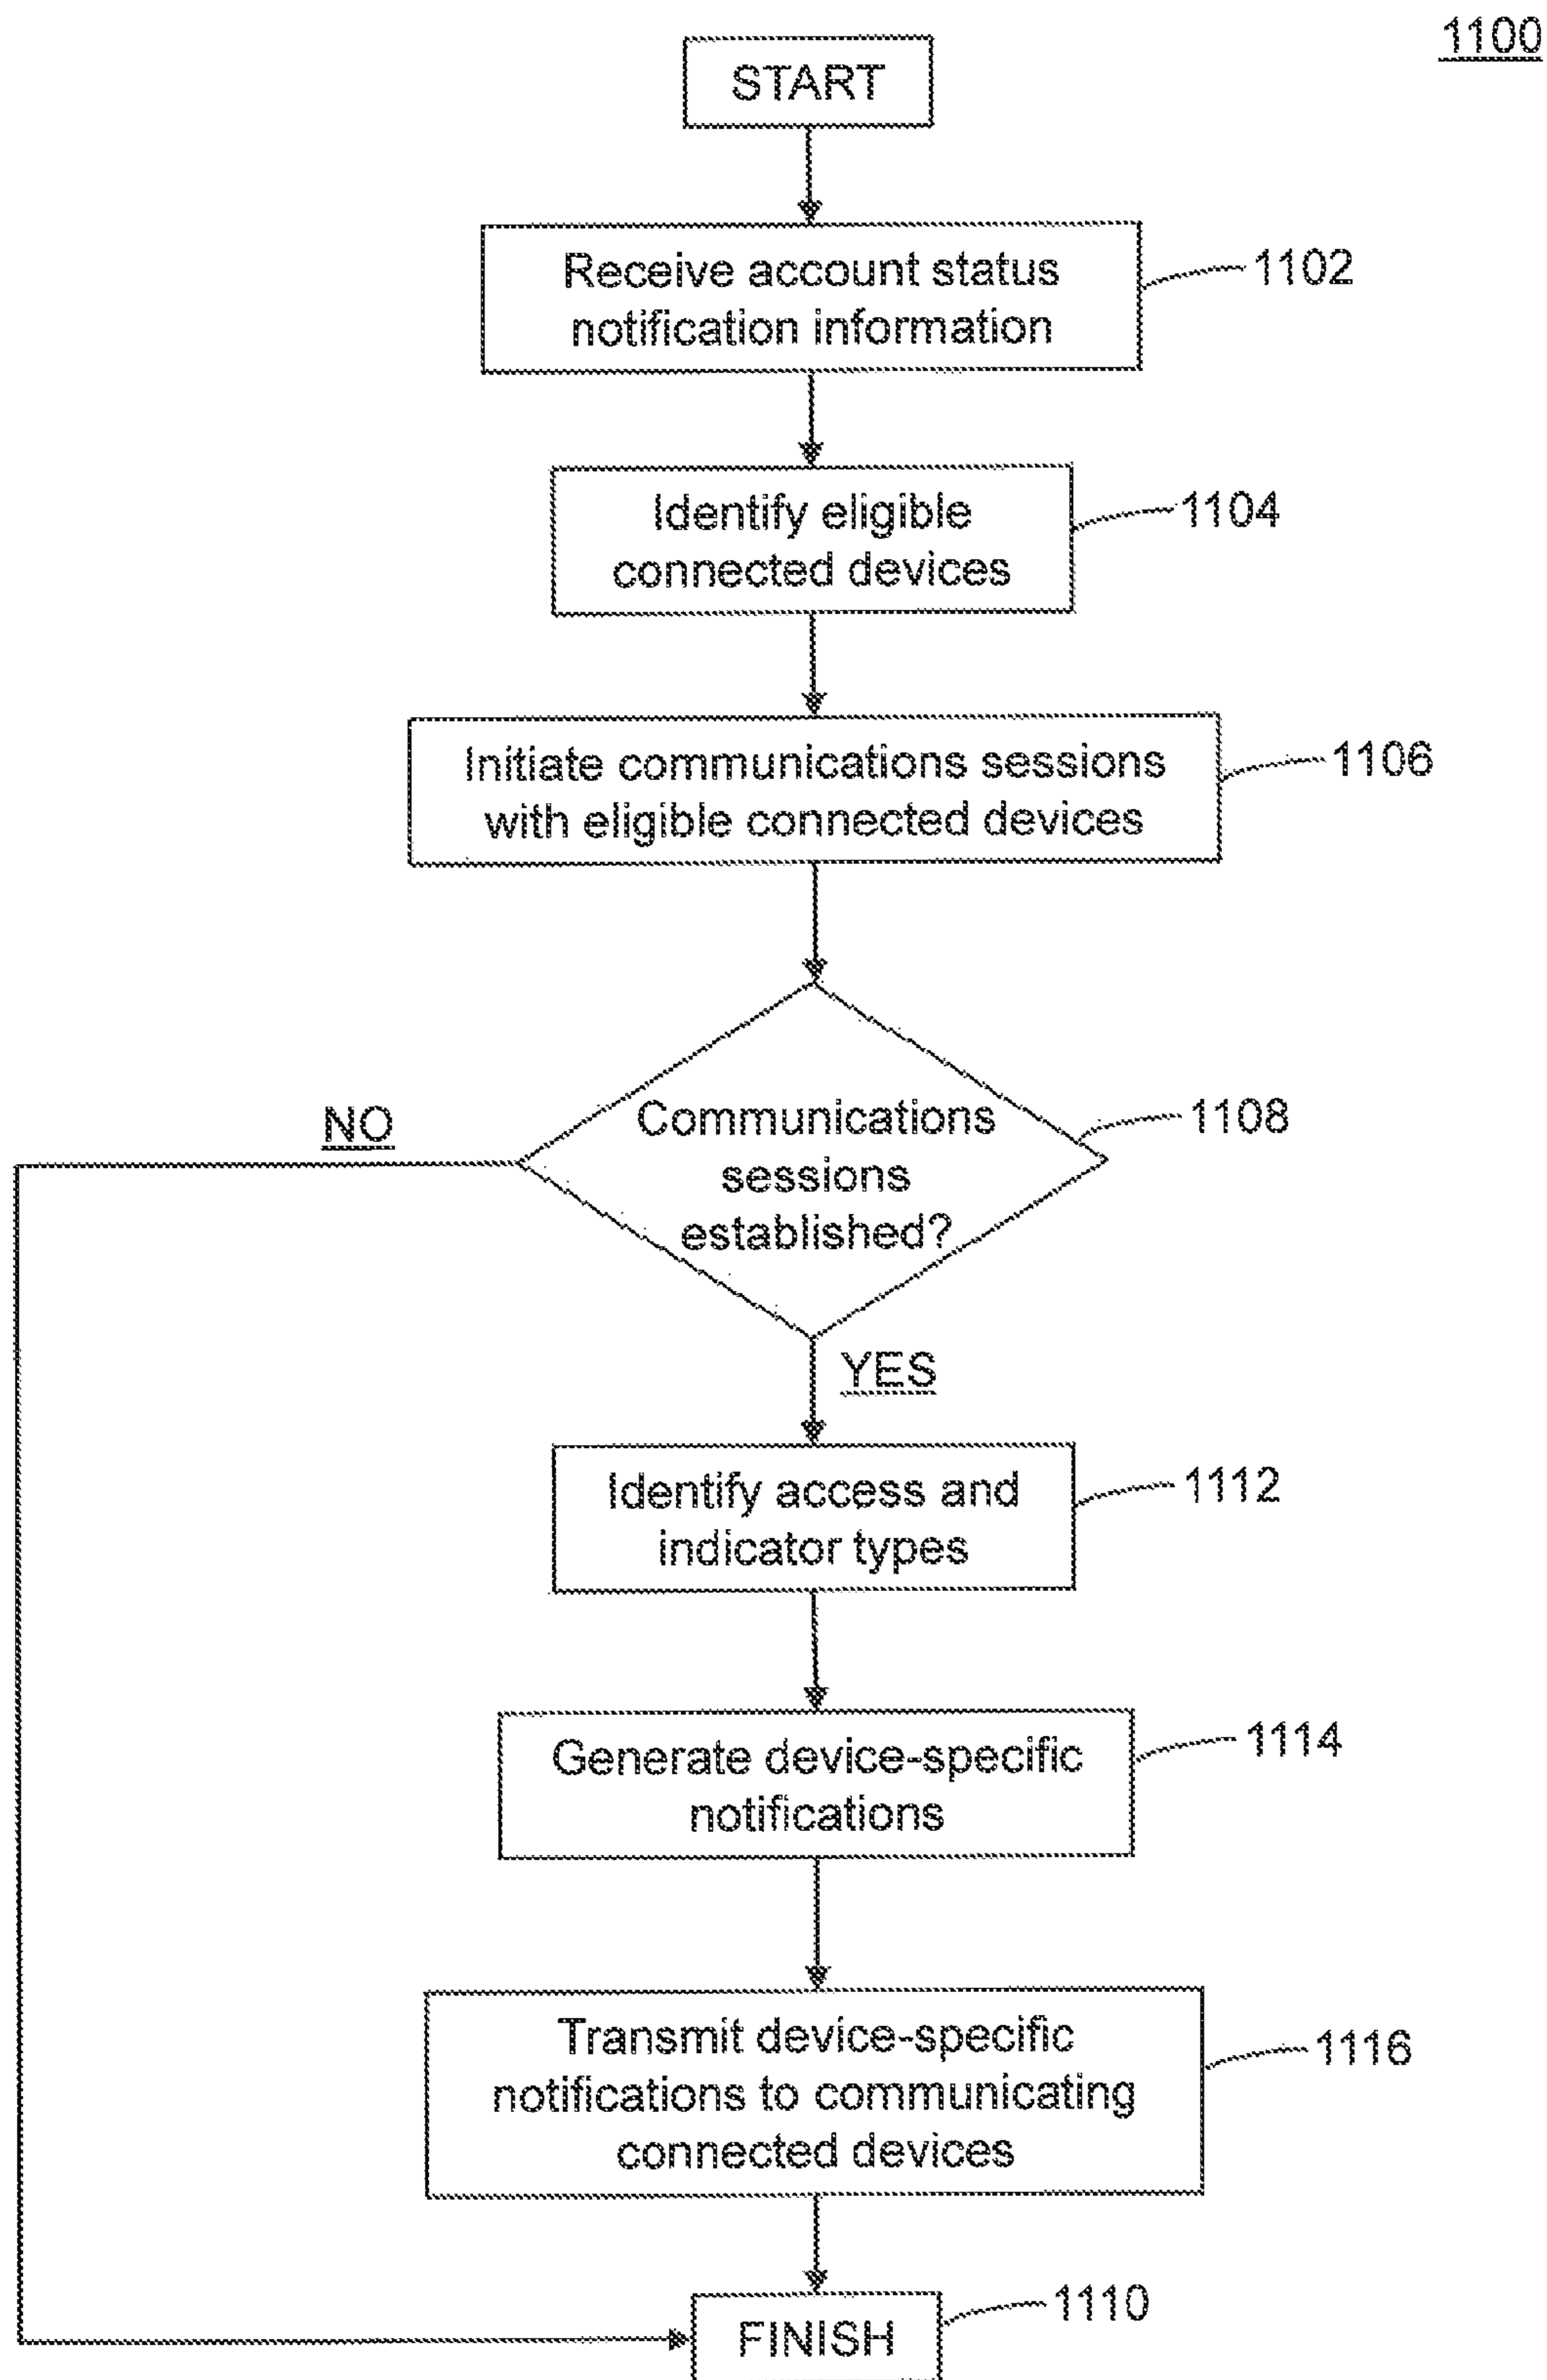 1100
START
Receive account status
notification information
1102
Identify eligible
connected devices
1104
Initiate communications sessions
with eligible connected devices
1106
Communications
sessions
established?
1108
NO
YES
Identify access and
indicator types
1112
Generate device-specific
notifications
1114
Transmit device-specific
notifications to communicating
connected devices
1116
FINISH
1110